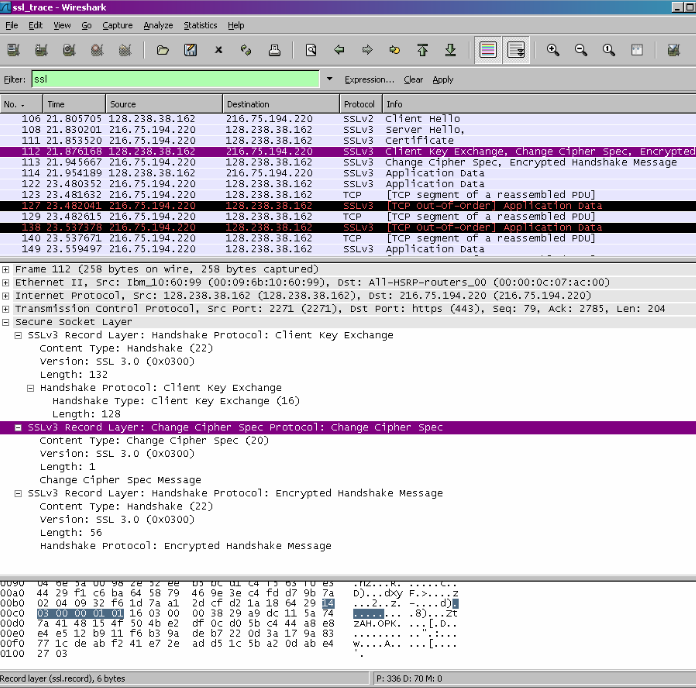 ssl_trace - Wireshark
File Edit View Go Capture Analyze Statistics Help
Filter: ssl Expression... Clear Apply
No. - Time Source Destination Protocol Info
106 21.805705 128.238.38.162 216.75.194.220 SSLv2 Client Hello
108 21.830201 216.75.194.220 128.238.38.162 SSLv3 Server Hello,
111 21.853520 216.75.194.220 128.238.38.162 SSLv3 Certificate
112 21.876168 128.238.38.162 216.75.194.220 SSLv3 Client Key Exchange, Change Cipher Spec, Encrypted
113 21.945667 216.75.194.220 128.238.38.162 SSLv3 Change Cipher Spec, Encrypted Handshake Message
114 21.954189 128.238.38.162 216.75.194.220 SSLv3 Application Data
122 23.480352 216.75.194.220 128.238.38.162 SSLv3 Application Data
123 23.481632 216.75.194.220 128.238.38.162 TCP [TCP segment of a reassembled PDU]
127 23.482041 216.75.194.220 128.238.38.162 SSLv3 [TCP Out-Of-Order] Application Data
129 23.482615 216.75.194.220 128.238.38.162 TCP [TCP segment of a reassembled PDU]
138 23.537378 216.75.194.220 128.238.38.162 SSLv3 [TCP Out-Of-Order] Application Data
140 23.537671 216.75.194.220 128.238.38.162 TCP [TCP segment of a reassembled PDU]
149 23.559497 216.75.194.220 128.238.38.162 SSLv3 Application Data
Frame 112 (258 bytes on wire, 258 bytes captured)
Ethernet II, Src: Ibm_10:60:99 (00:09:6b:10:60:99), Dst: All-HSRP-routers_00 (00:00:0c:07:ac:00)
Internet Protocol, Src: 128.238.38.162 (128.238.38.162), Dst: 216.75.194.220 (216.75.194.220)
Transmission Control Protocol, Src Port: 2271 (2271), Dst Port: https (443), Seq: 79, Ack: 2785, Len: 204
Secure Socket Layer
SSLv3 Record Layer: Handshake Protocol: Client Key Exchange
Content Type: Handshake (22)
Version: SSL 3.0 (0x0300)
Length: 132
Handshake Protocol: Client Key Exchange
Handshake Type: Client Key Exchange (16)
Length: 128
SSLv3 Record Layer: Change Cipher Spec Protocol: Change Cipher Spec
Content Type: Change Cipher Spec (20)
Version: SSL 3.0 (0x0300)
Length: 1
Change Cipher Spec Message
SSLv3 Record Layer: Handshake Protocol: Encrypted Handshake Message
Content Type: Handshake (22)
Version: SSL 3.0 (0x0300)
Length: 56
Handshake Protocol: Encrypted Handshake Message
00a0 44 29 f1 c6 ba 64 58 79 46 9e 3e c4 fd d7 9b 7a D)...dXy F.>....z
00b0 02 04 09 32 f6 1d 7a a1 2d cf d2 1a 18 64 29 14 ...2..z. -....d).
00c0 03 00 00 01 01 16 03 00 00 38 29 a9 dc 11 5a 74 ........ .8)...Zt
00d0 7a 41 48 15 4f 50 4b e2 df 0c d0 5b c4 44 a8 e8 zAH.OPK. ...[.D..
00e0 e4 e5 12 b9 11 f6 b3 9a de b7 22 0d 3a 17 9a 83 ........ ..".:...
00f0 77 1c de ab f2 41 e7 2e ad d5 1c 5b a2 0d ab e4 w....A.. ...[....
0100 27 03 '.
Record layer (ssl.record), 6 bytes P: 336 D: 70 M: 0